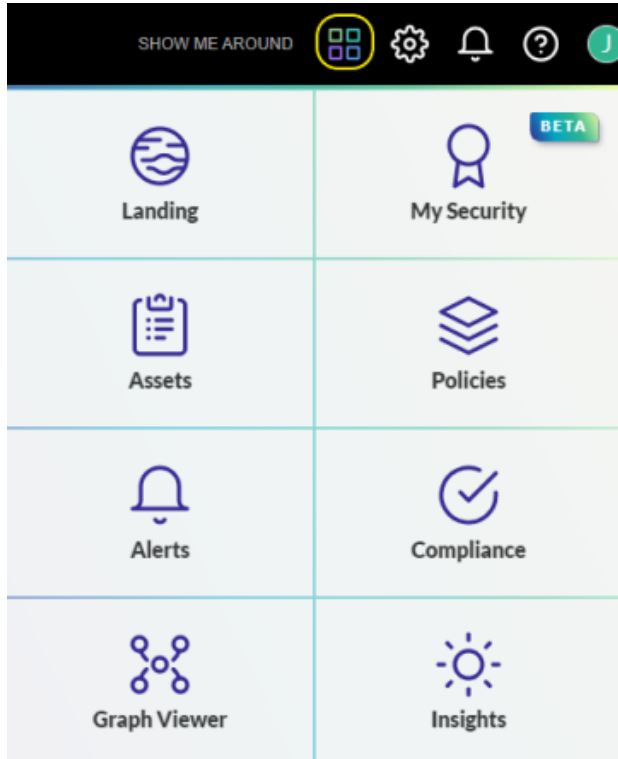 SHOW ME AROUND
J
BETA
Landing
My Security
Assets
Policies
Alerts
Compliance
Graph Viewer
Insights